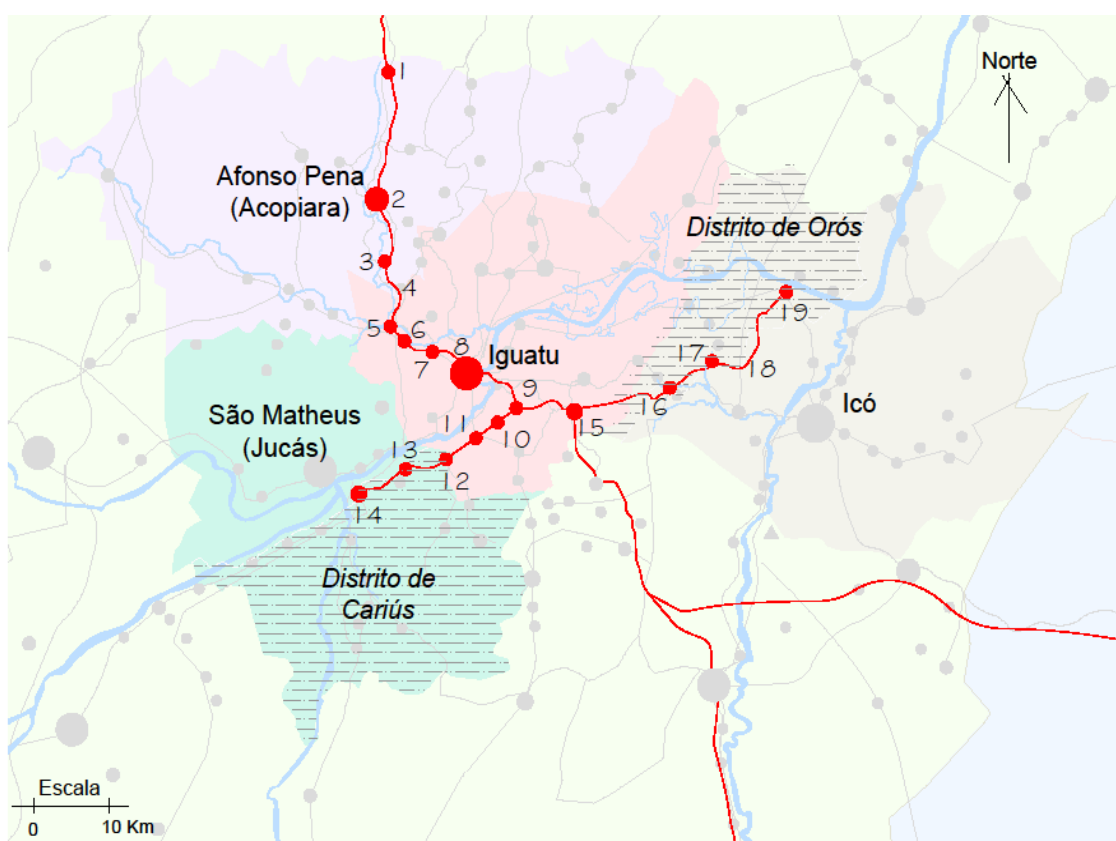 Norte
1
Afonso Pena
(Acopiara)
2
Distrito de Orós
3
4
19
5
6
7
8
Iguatu
17
18
9
16
Icó
São Matheus
(Jucás)
11
10
15
13
12
14
Distrito de
Cariús
Escala
0 10 Km